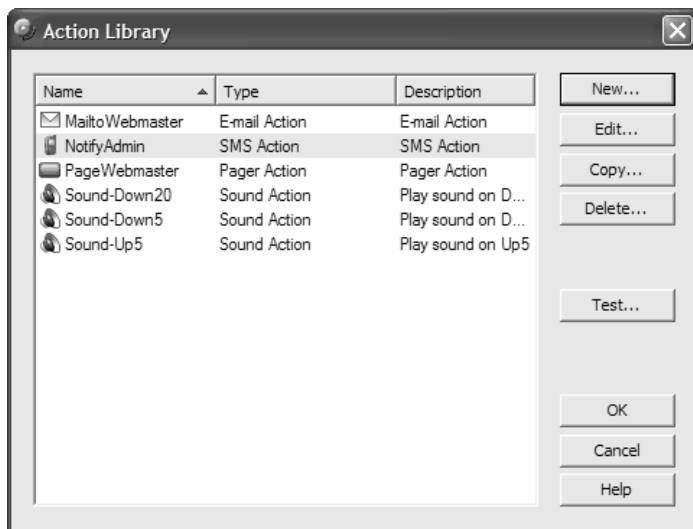 Action Library
Name Type Description
MailtoWebmaster E-mail Action E-mail Action
NotifyAdmin SMS Action SMS Action
PageWebmaster Pager Action Pager Action
Sound-Down20 Sound Action Play sound on D...
Sound-Down5 Sound Action Play sound on D...
Sound-Up5 Sound Action Play sound on Up5
New...
Edit...
Copy...
Delete...
Test...
OK
Cancel
Help